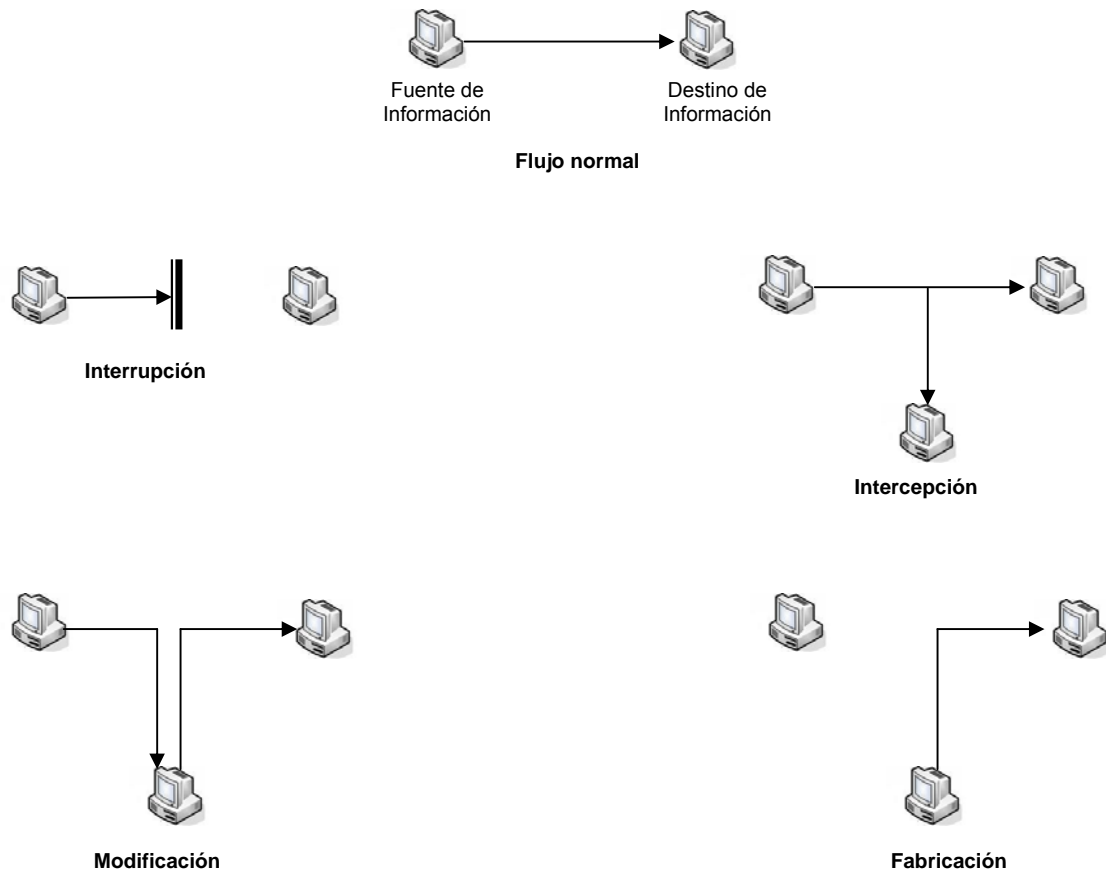 Fuente de
Información
Destino de
Información
Flujo normal
Interrupción
Intercepción
Modificación
Fabricación